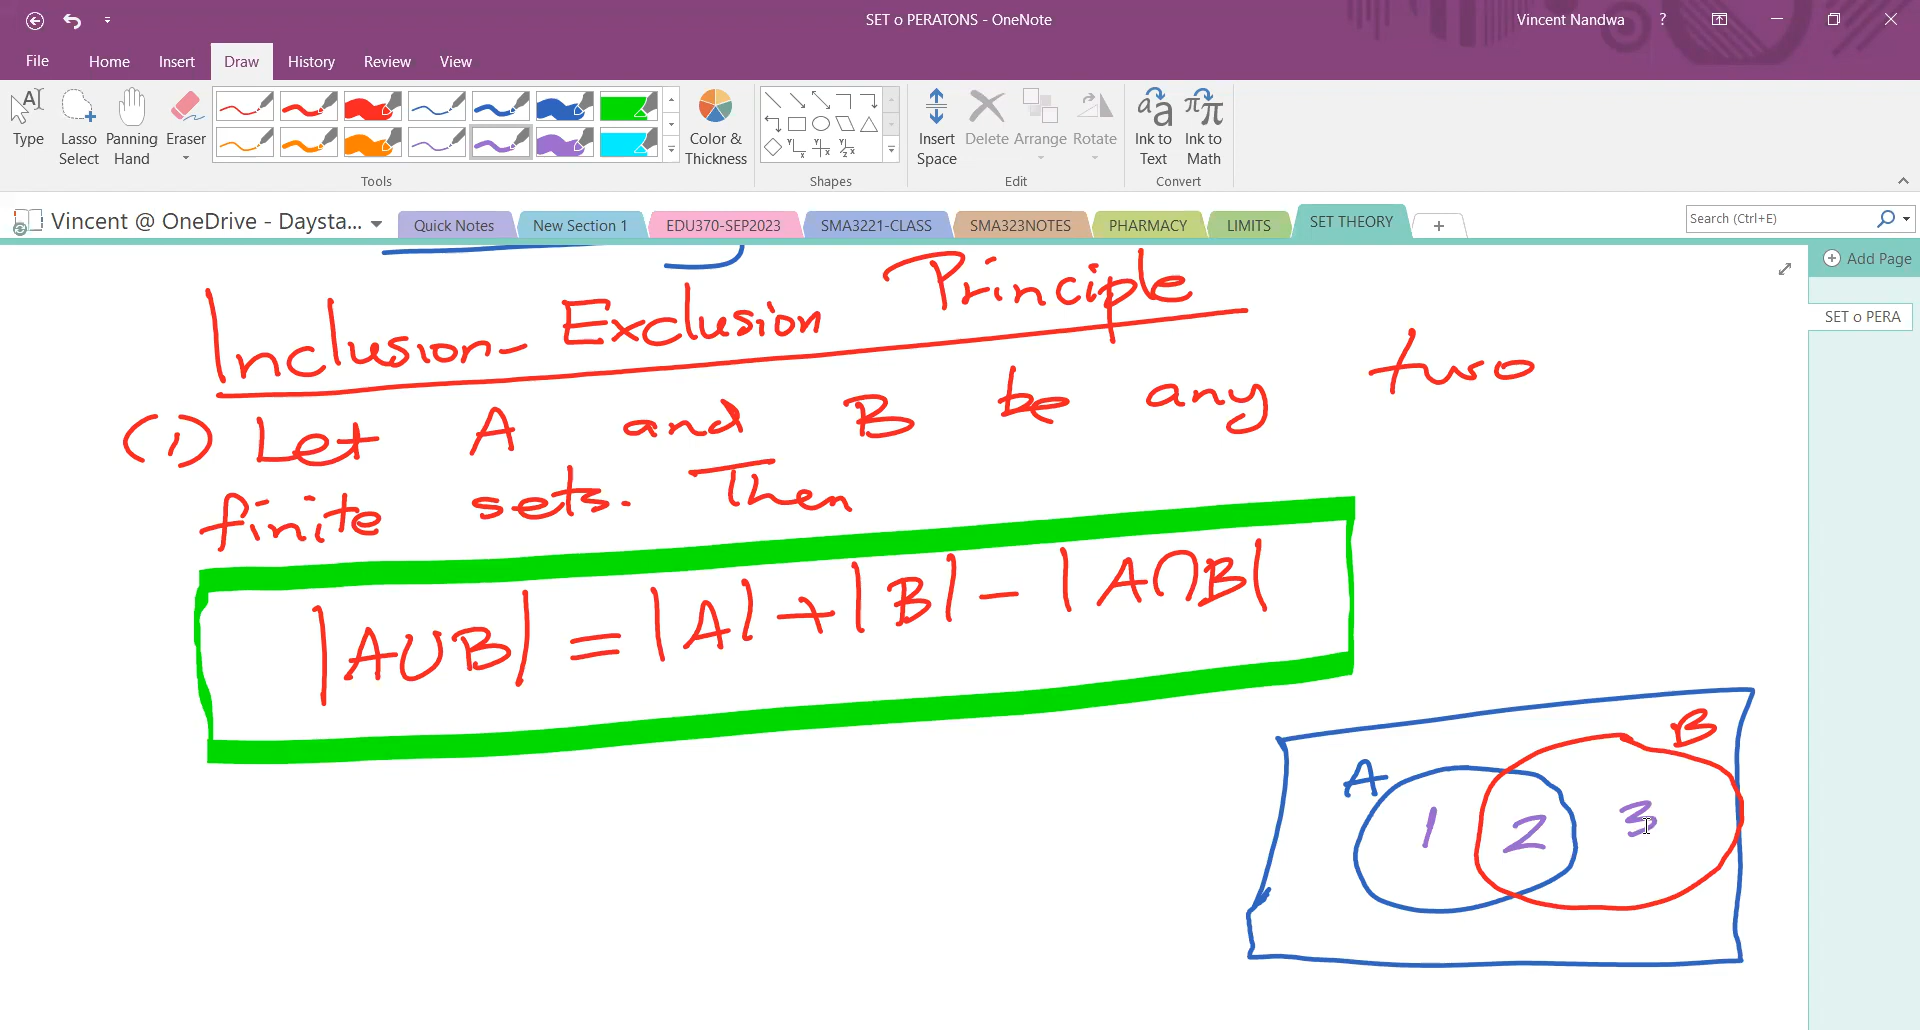 SET o PERATONS - OneNote
Vincent Nandwa
?
File Home Insert Draw History Review View
Type
Lasso Select
Panning Hand
Eraser
Color & Thickness
Insert Space
Delete
Arrange
Rotate
Ink to Text
Ink to Math
Tools
Shapes
Edit
Convert
Vincent @ OneDrive - Daysta...
Quick Notes
New Section 1
EDU370-SEP2023
SMA3221-CLASS
SMA323NOTES
PHARMACY
LIMITS
SET THEORY
Search (Ctrl+E)
Add Page
SET o PERA
Inclusion- Exclusion Principle
(i) Let A and B be any two
finite sets. Then
|A∪B| = |A| + |B| - |A∩B|
A B
1 2 3